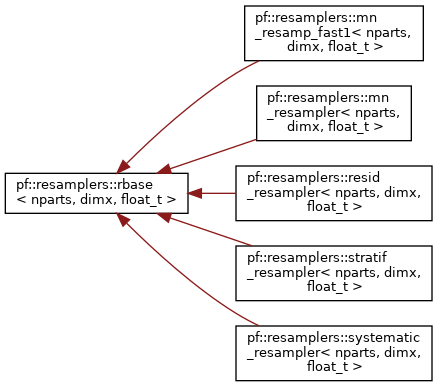 pf::resamplers::mn
_resamp_fast1< nparts,
dimx, float_t >
pf::resamplers::mn
_resampler< nparts,
dimx, float_t >
pf::resamplers::rbase
< nparts, dimx, float_t >
pf::resamplers::resid
_resampler< nparts, dimx,
float_t >
pf::resamplers::stratif
_resampler< nparts, dimx,
float_t >
pf::resamplers::systematic
_resampler< nparts, dimx,
float_t >